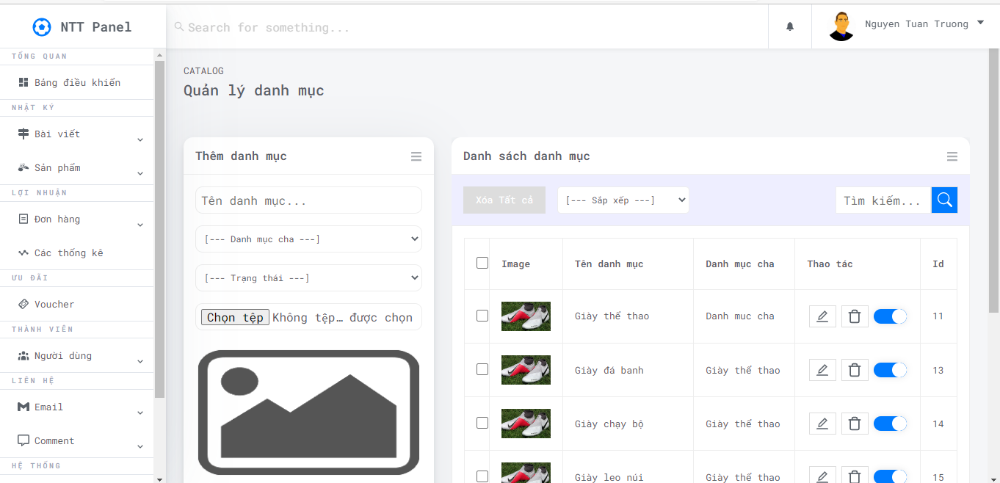 NTT Panel
Search for something...
Nguyen Tuan Truong
TỔNG QUAN
Bảng điều khiển
NHẬT KÝ
Bài viết
Sản phẩm
LỢI NHUẬN
Đơn hàng
Các thống kê
ƯU ĐÃI
Voucher
THÀNH VIÊN
Người dùng
LIÊN HỆ
Email
Comment
HỆ THỐNG
CATALOG
Quản lý danh mục
Thêm danh mục
Tên danh mục...
[--- Danh mục cha ---]
[--- Trạng thái ---]
Chọn tệp Không tệp… được chọn
Danh sách danh mục
Xóa Tất cả [--- Sắp xếp ---] Tìm kiếm...
Image Tên danh mục Danh mục cha Thao tác Id
Giày thể thao Danh muc cha 11
Giày đá banh Giày thể thao 13
Giày chạy bộ Giày thể thao 14
Giày leo núi Giày thể thao 15